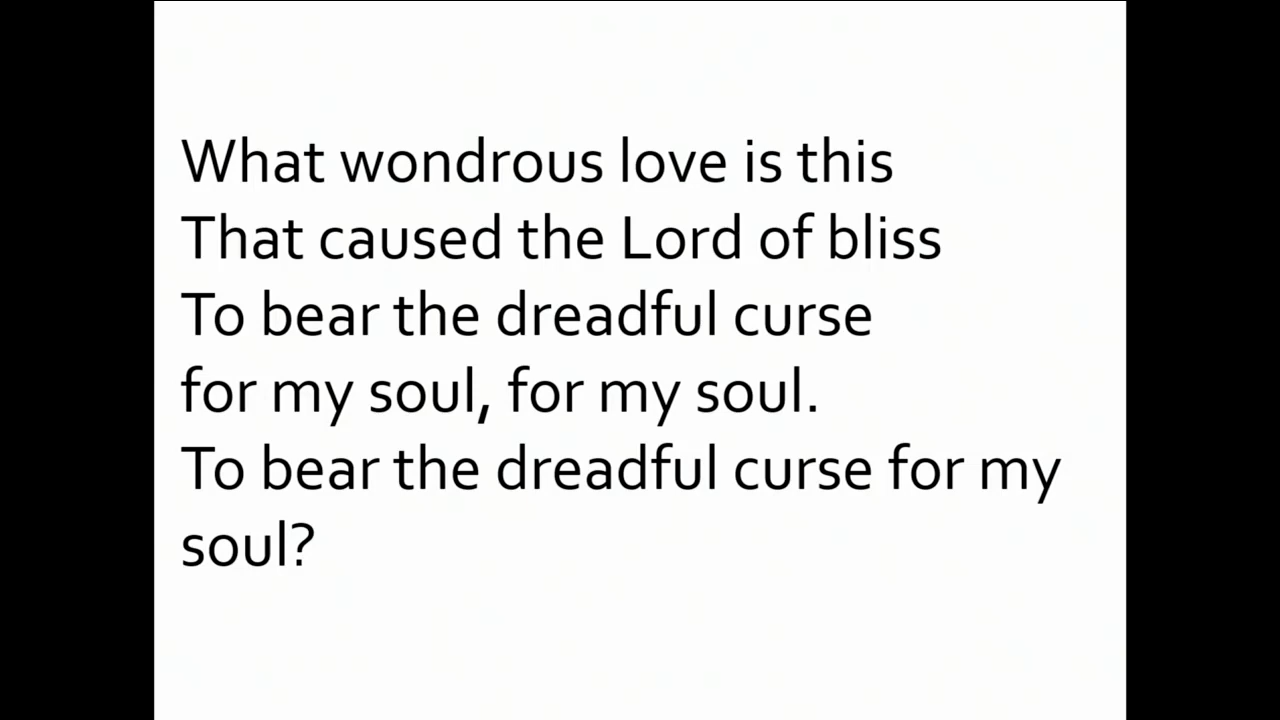 What wondrous love is this
That caused the Lord of bliss
To bear the dreadful curse
for my soul, for my soul.
To bear the dreadful curse for my
soul?